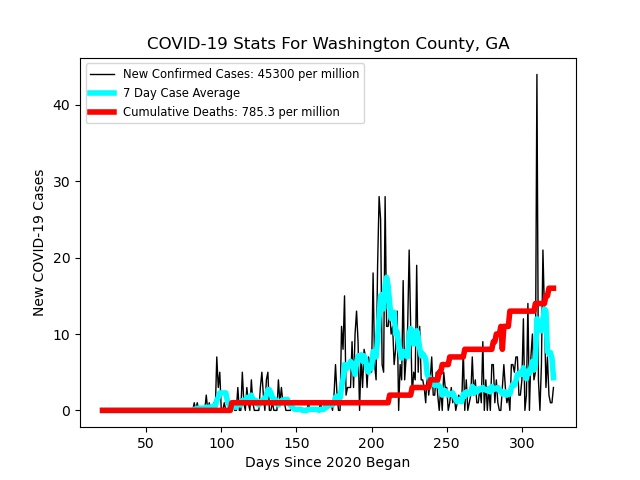 COVID-19 Stats For Washington County, GA
New Confirmed Cases: 45300 per million
7 Day Case Average
Cumulative Deaths: 785.3 per million
New COVID-19 Cases
40
30
20
10
0
50 100 150 200 250 300
Days Since 2020 Began